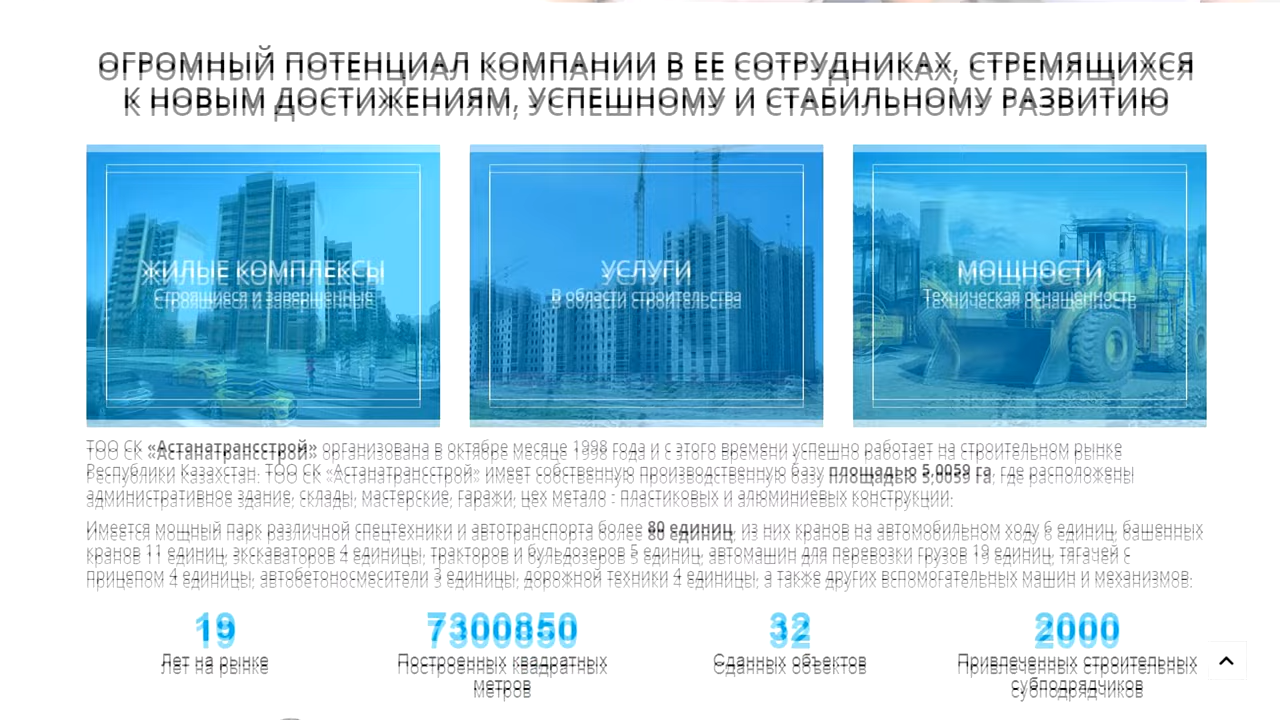 ОГРОМНЫЙ ПОТЕНЦИАЛ КОМПАНИИ В ЕЕ СОТРУДНИКАХ, СТРЕМЯЩИХСЯ
К НОВЫМ ДОСТИЖЕНИЯМ, УСПЕШНОМУ И СТАБИЛЬНОМУ РАЗВИТИЮ
ЖИЛЫЕ КОМПЛЕКСЫ
Строящиеся и завершенные
УСЛУГИ
В области строительства
МОЩНОСТИ
Техническая оснащенность
ТОО СК «Астанатрансстрой» организована в октябре месяце 1998 года и с этого времени успешно работает на строительном рынке
Республики Казахстан. ТОО СК «Астанатрансстрой» имеет собственную производственную базу площадью 5,0059 га, где расположены
административное здание, склады, мастерские, гаражи, цех метало - пластиковых и алюминиевых конструкции.
Имеется мощный парк различной спецтехники и автотранспорта более 80 единиц, из них кранов на автомобильном ходу 6 единиц, башенных
кранов 11 единиц, экскаваторов 4 единицы, тракторов и бульдозеров 5 единиц, автомашин для перевозки грузов 19 единиц, тягачей с
прицепом 4 единицы, автобетоносмесители 3 единицы, дорожной техники 4 единицы, а также других вспомогательных машин и механизмов.
19
Лет на рынке
7300850
Построенных квадратных
метров
32
Сданных объектов
2000
Привлеченных строительных
субподрядчиков